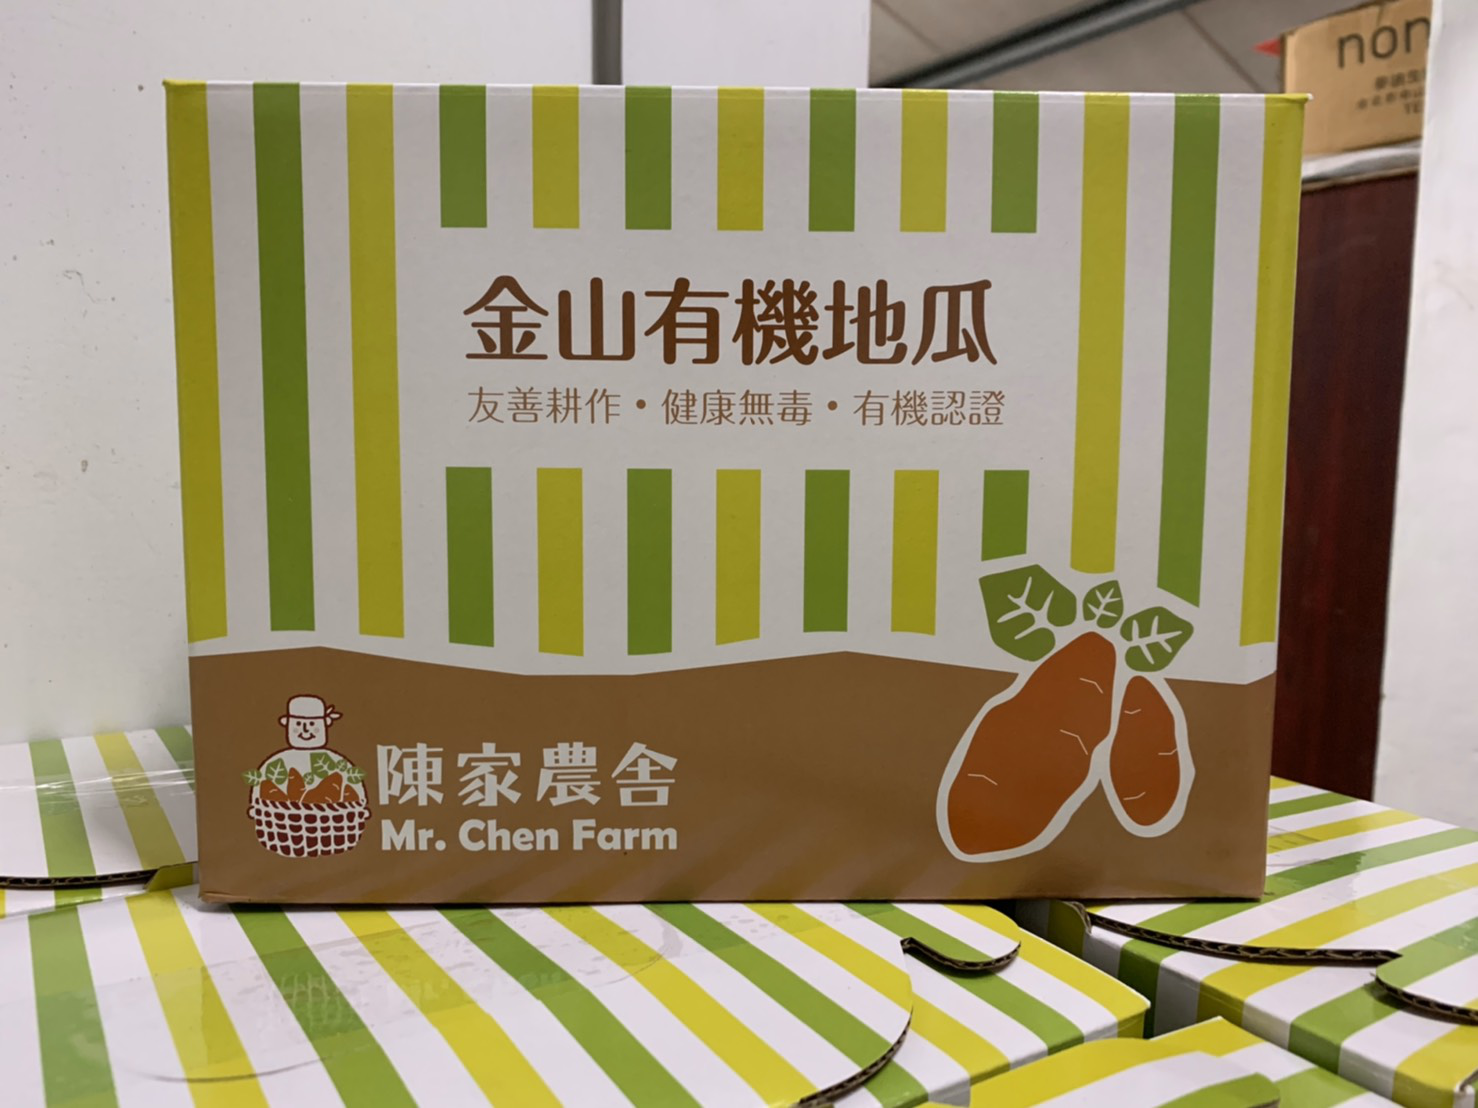 non
金山有機地瓜
友善耕作・健康無毒・有機認證
陳家農舍
Mr. Chen Farm